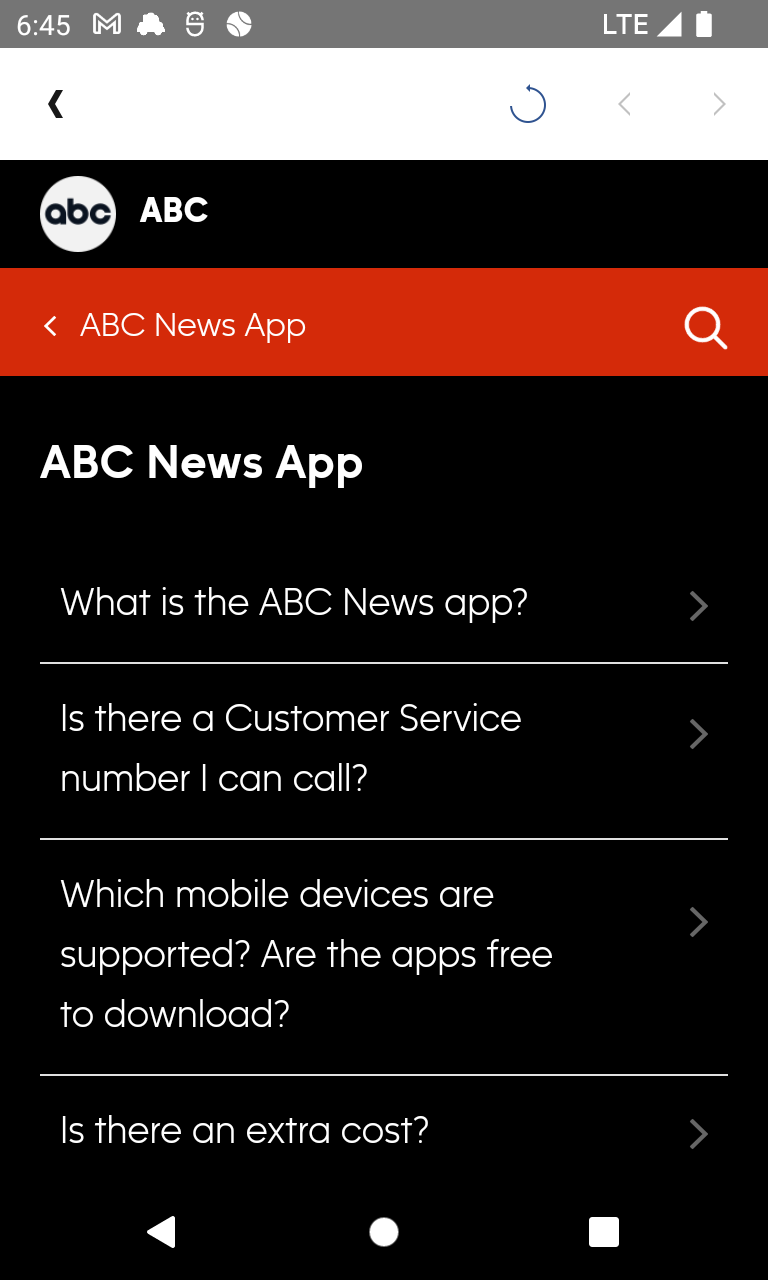 6:45
LTE
abc
ABC
ABC News App
ABC News App
What is the ABC News app?
Is there a Customer Service
number I can call?
Which mobile devices are
supported? Are the apps free
to download?
Is there an extra cost?